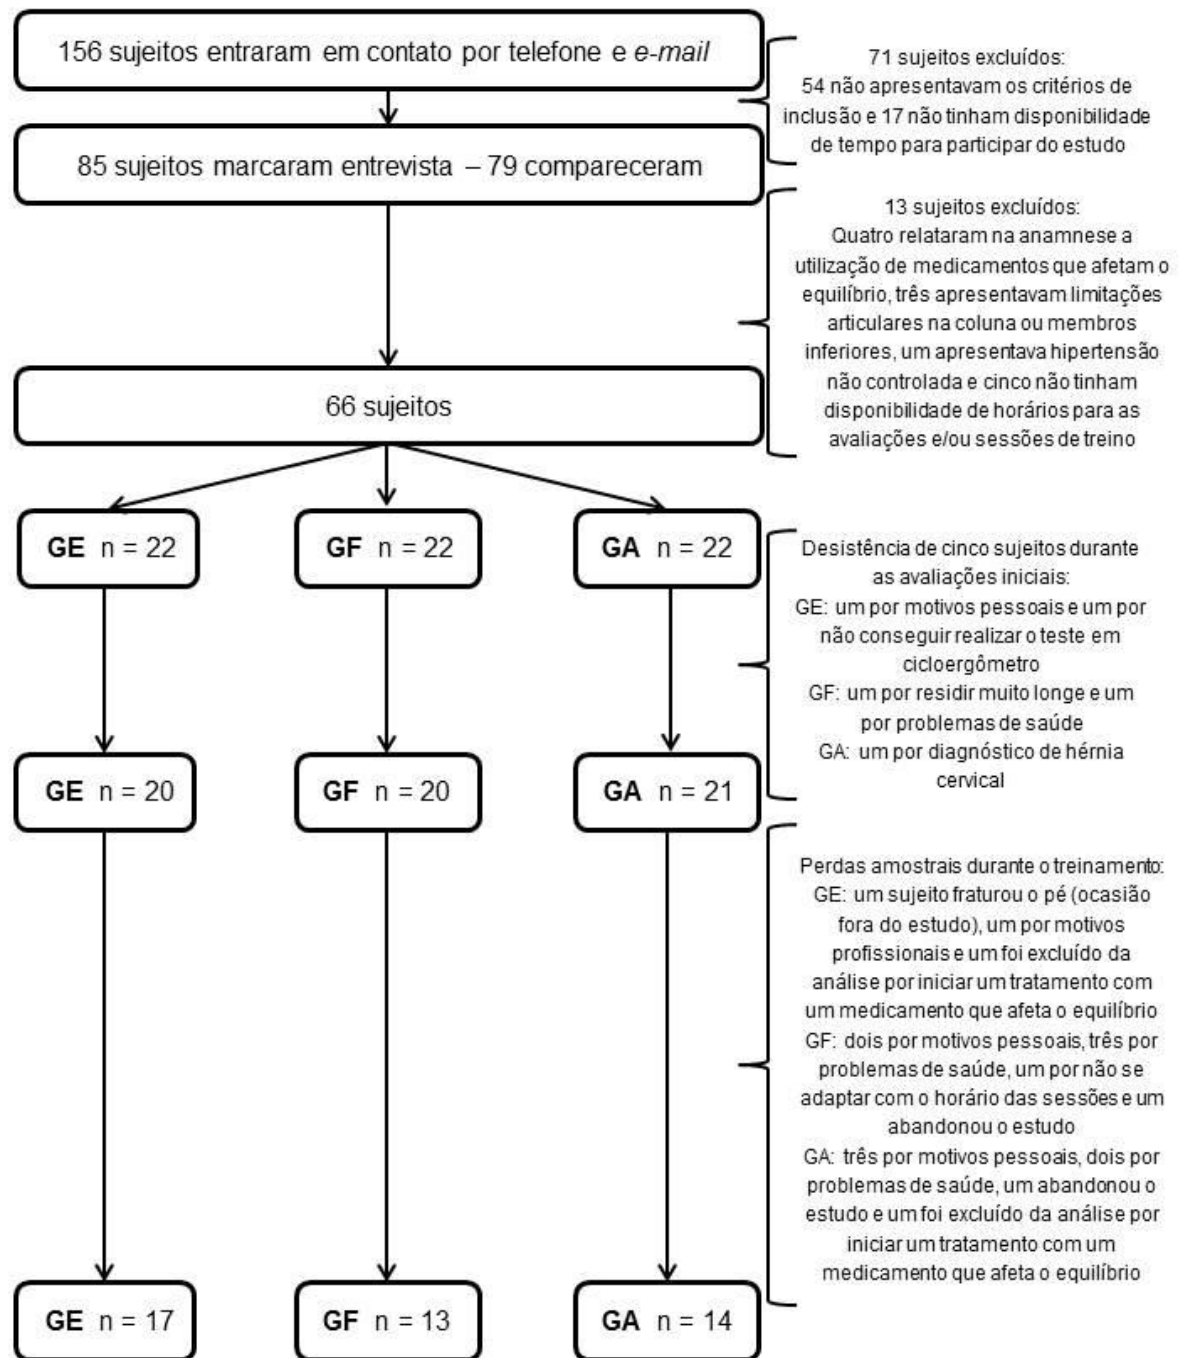 156 sujeitos entraram em contato por telefone e e-mail
71 sujeitos excluídos:
54 não apresentavam os critérios de
inclusão e 17 não tinham disponibilidade
de tempo para participar do estudo
85 sujeitos marcaram entrevista – 79 compareceram
13 sujeitos excluídos:
Quatro relataram na anamnese a
utilização de medicamentos que afetam o
equilíbrio, três apresentavam limitações
articulares na coluna ou membros
inferiores, um apresentava hipertensão
não controlada e cinco não tinham
disponibilidade de horários para as
avaliações e/ou sessões de treino
66 sujeitos
GE n = 22
GF n = 22
GA n = 22
Desistência de cinco sujeitos durante
as avaliações iniciais:
GE: um por motivos pessoais e um por
não conseguir realizar o teste em
cicloergômetro
GF: um por residir muito longe e um
por problemas de saúde
GA: um por diagnóstico de hérnia
cervical
GE n = 20
GF n = 20
GA n = 21
Perdas amostrais durante o treinamento:
GE: um sujeito fraturou o pé (ocasião
fora do estudo), um por motivos
profissionais e um foi excluído da
análise por iniciar um tratamento com
um medicamento que afeta o equilíbrio
GF: dois por motivos pessoais, três por
problemas de saúde, um por não se
adaptar com o horário das sessões e um
abandonou o estudo
GA: três por motivos pessoais, dois por
problemas de saúde, um abandonou o
estudo e um foi excluído da análise por
iniciar um tratamento com um
medicamento que afeta o equilíbrio
GE n = 17
GF n = 13
GA n = 14